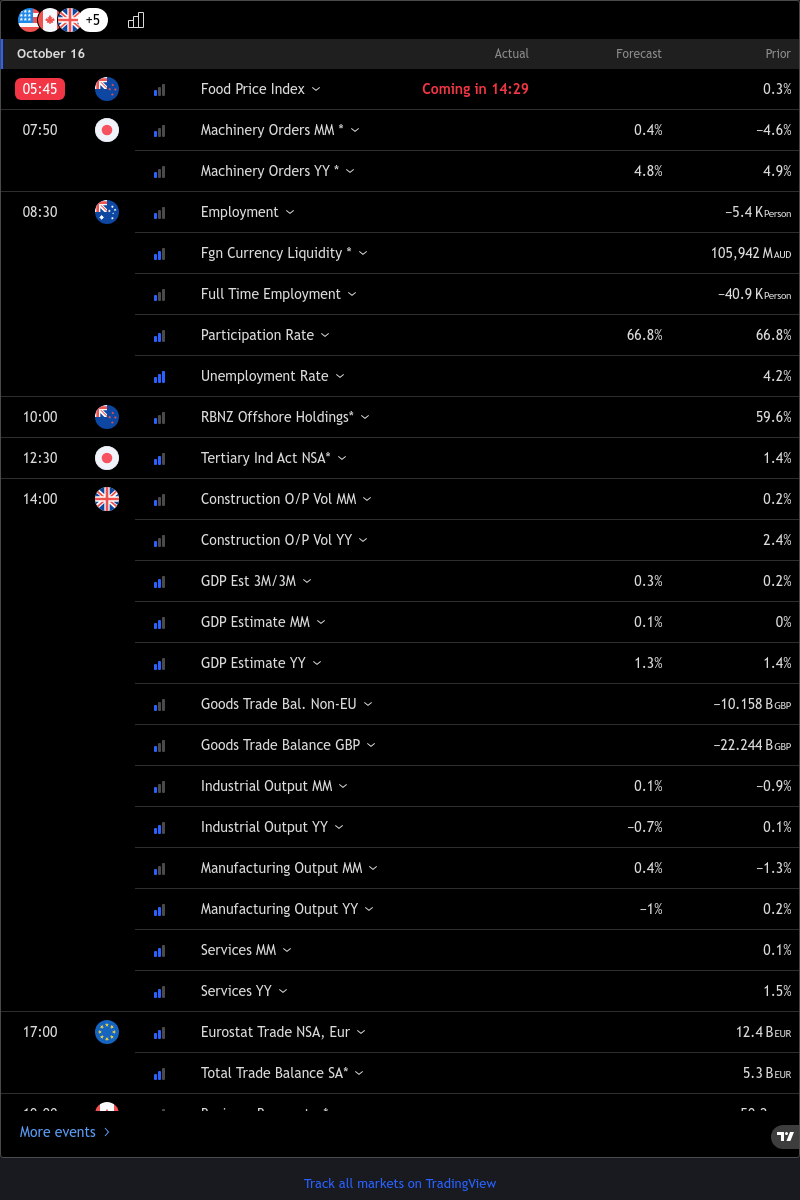 +5
October 16 Actual Forecast Prior
05:45 Food Price Index Coming in 14:29 0.3%
07:50 Machinery Orders MM * 0.4% −4.6%
Machinery Orders YY * 4.8% 4.9%
08:30 Employment −5.4 K Person
Fgn Currency Liquidity * 105,942 M AUD
Full Time Employment −40.9 K Person
Participation Rate 66.8% 66.8%
Unemployment Rate 4.2%
10:00 RBNZ Offshore Holdings* 59.6%
12:30 Tertiary Ind Act NSA* 1.4%
14:00 Construction O/P Vol MM 0.2%
Construction O/P Vol YY 2.4%
GDP Est 3M/3M 0.3% 0.2%
GDP Estimate MM 0.1% 0%
GDP Estimate YY 1.3% 1.4%
Goods Trade Bal. Non-EU −10.158 B GBP
Goods Trade Balance GBP −22.244 B GBP
Industrial Output MM 0.1% −0.9%
Industrial Output YY −0.7% 0.1%
Manufacturing Output MM 0.4% −1.3%
Manufacturing Output YY −1% 0.2%
Services MM 0.1%
Services YY 1.5%
17:00 Eurostat Trade NSA, Eur 12.4 B EUR
Total Trade Balance SA* 5.3 B EUR
More events
Track all markets on TradingView